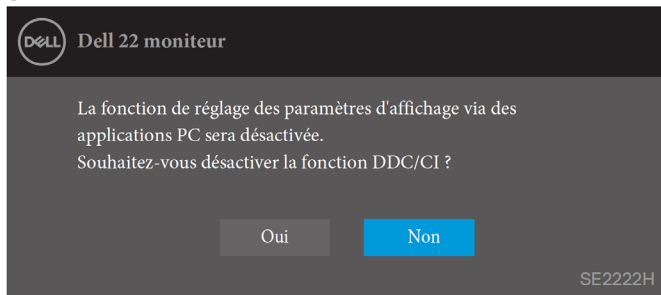 DELL
Dell 22 moniteur
La fonction de réglage des paramètres d'affichage via des
applications PC sera désactivée.
Souhaitez-vous désactiver la fonction DDC/CI ?
Oui
Non
SE2222H